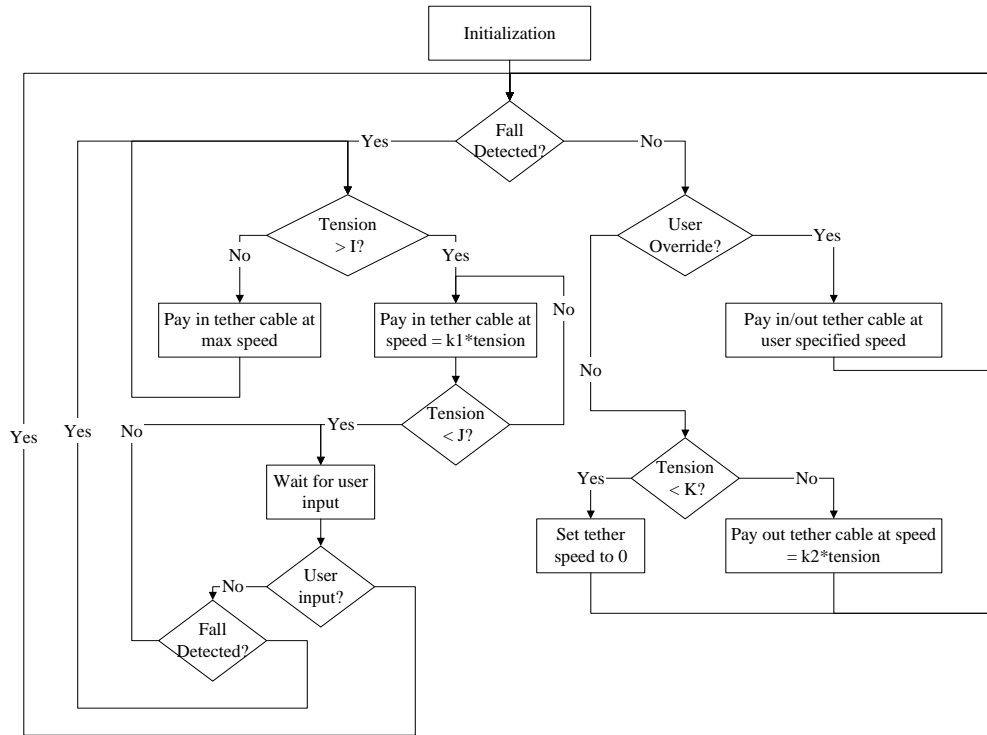 Initialization
Fall
Detected?
Yes
No
Tension
> I?
User
Override?
No
Yes
Yes
Pay in tether cable at
max speed
Pay in tether cable at
speed = k1*tension
No
Pay in/out tether cable at
user specified speed
No
Tension
< J?
Yes
No
Yes
Yes
Wait for user
input
Tension
< K?
Yes
No
Set tether
speed to 0
Pay out tether cable at speed
= k2*tension
User
input?
No
Fall
Detected?